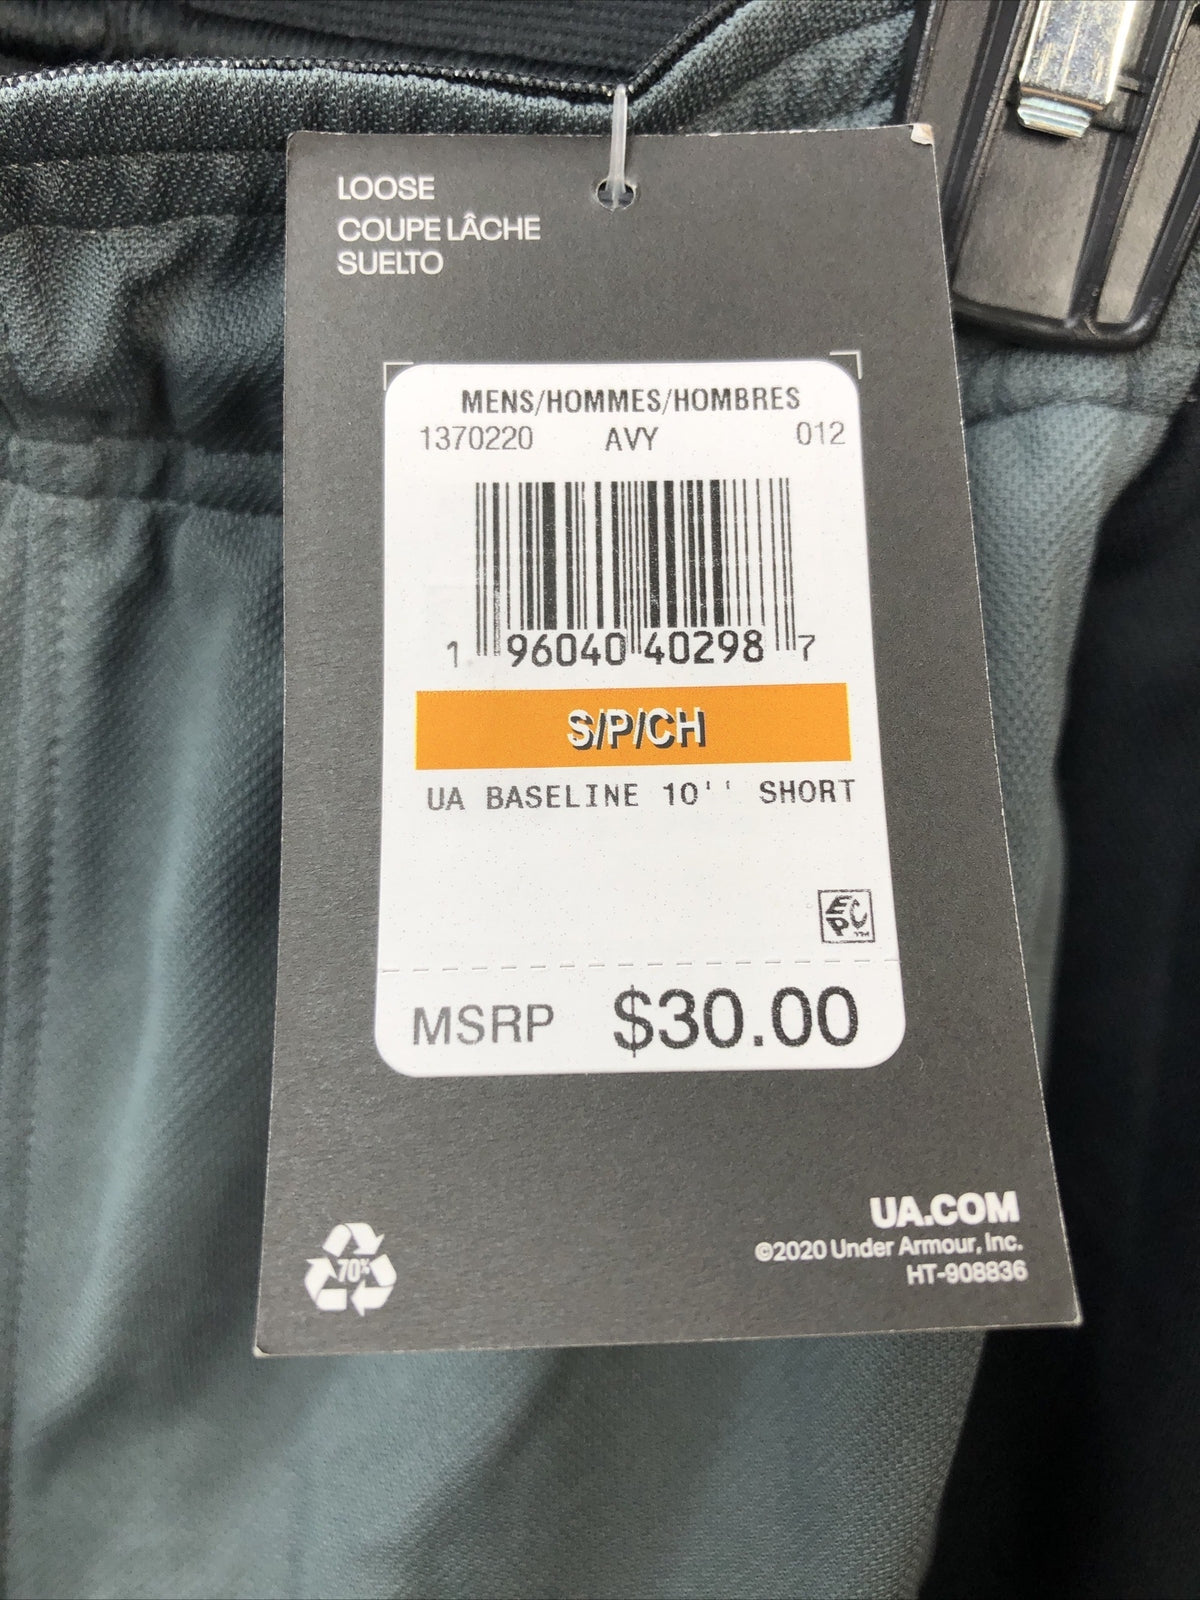 LOOSE
COUPE LÂCHE
SUELTO
MENS/HOMMES/HOMBRES
1370220 AVY 012
1 96040 40298 7
S/P/CH
UA BASELINE 10'' SHORT
EPC™
MSRP $30.00
70%
UA.COM
©2020 Under Armour, Inc.
HT-908836